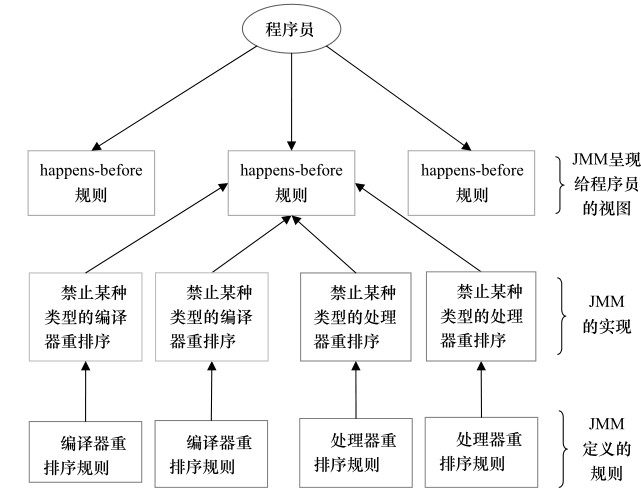 程序员
happens-before
规则
happens-before
规则
happens-before
规则
JMM呈现
给程序员
的视图
禁止某种
类型的编译
器重排序
禁止某种
类型的编译
器重排序
禁止某种
类型的处理
器重排序
禁止某种
类型的处理
器重排序
JMM
的实现
编译器重
排序规则
编译器重
排序规则
处理器重
排序规则
处理器重
排序规则
JMM
定义的
规则